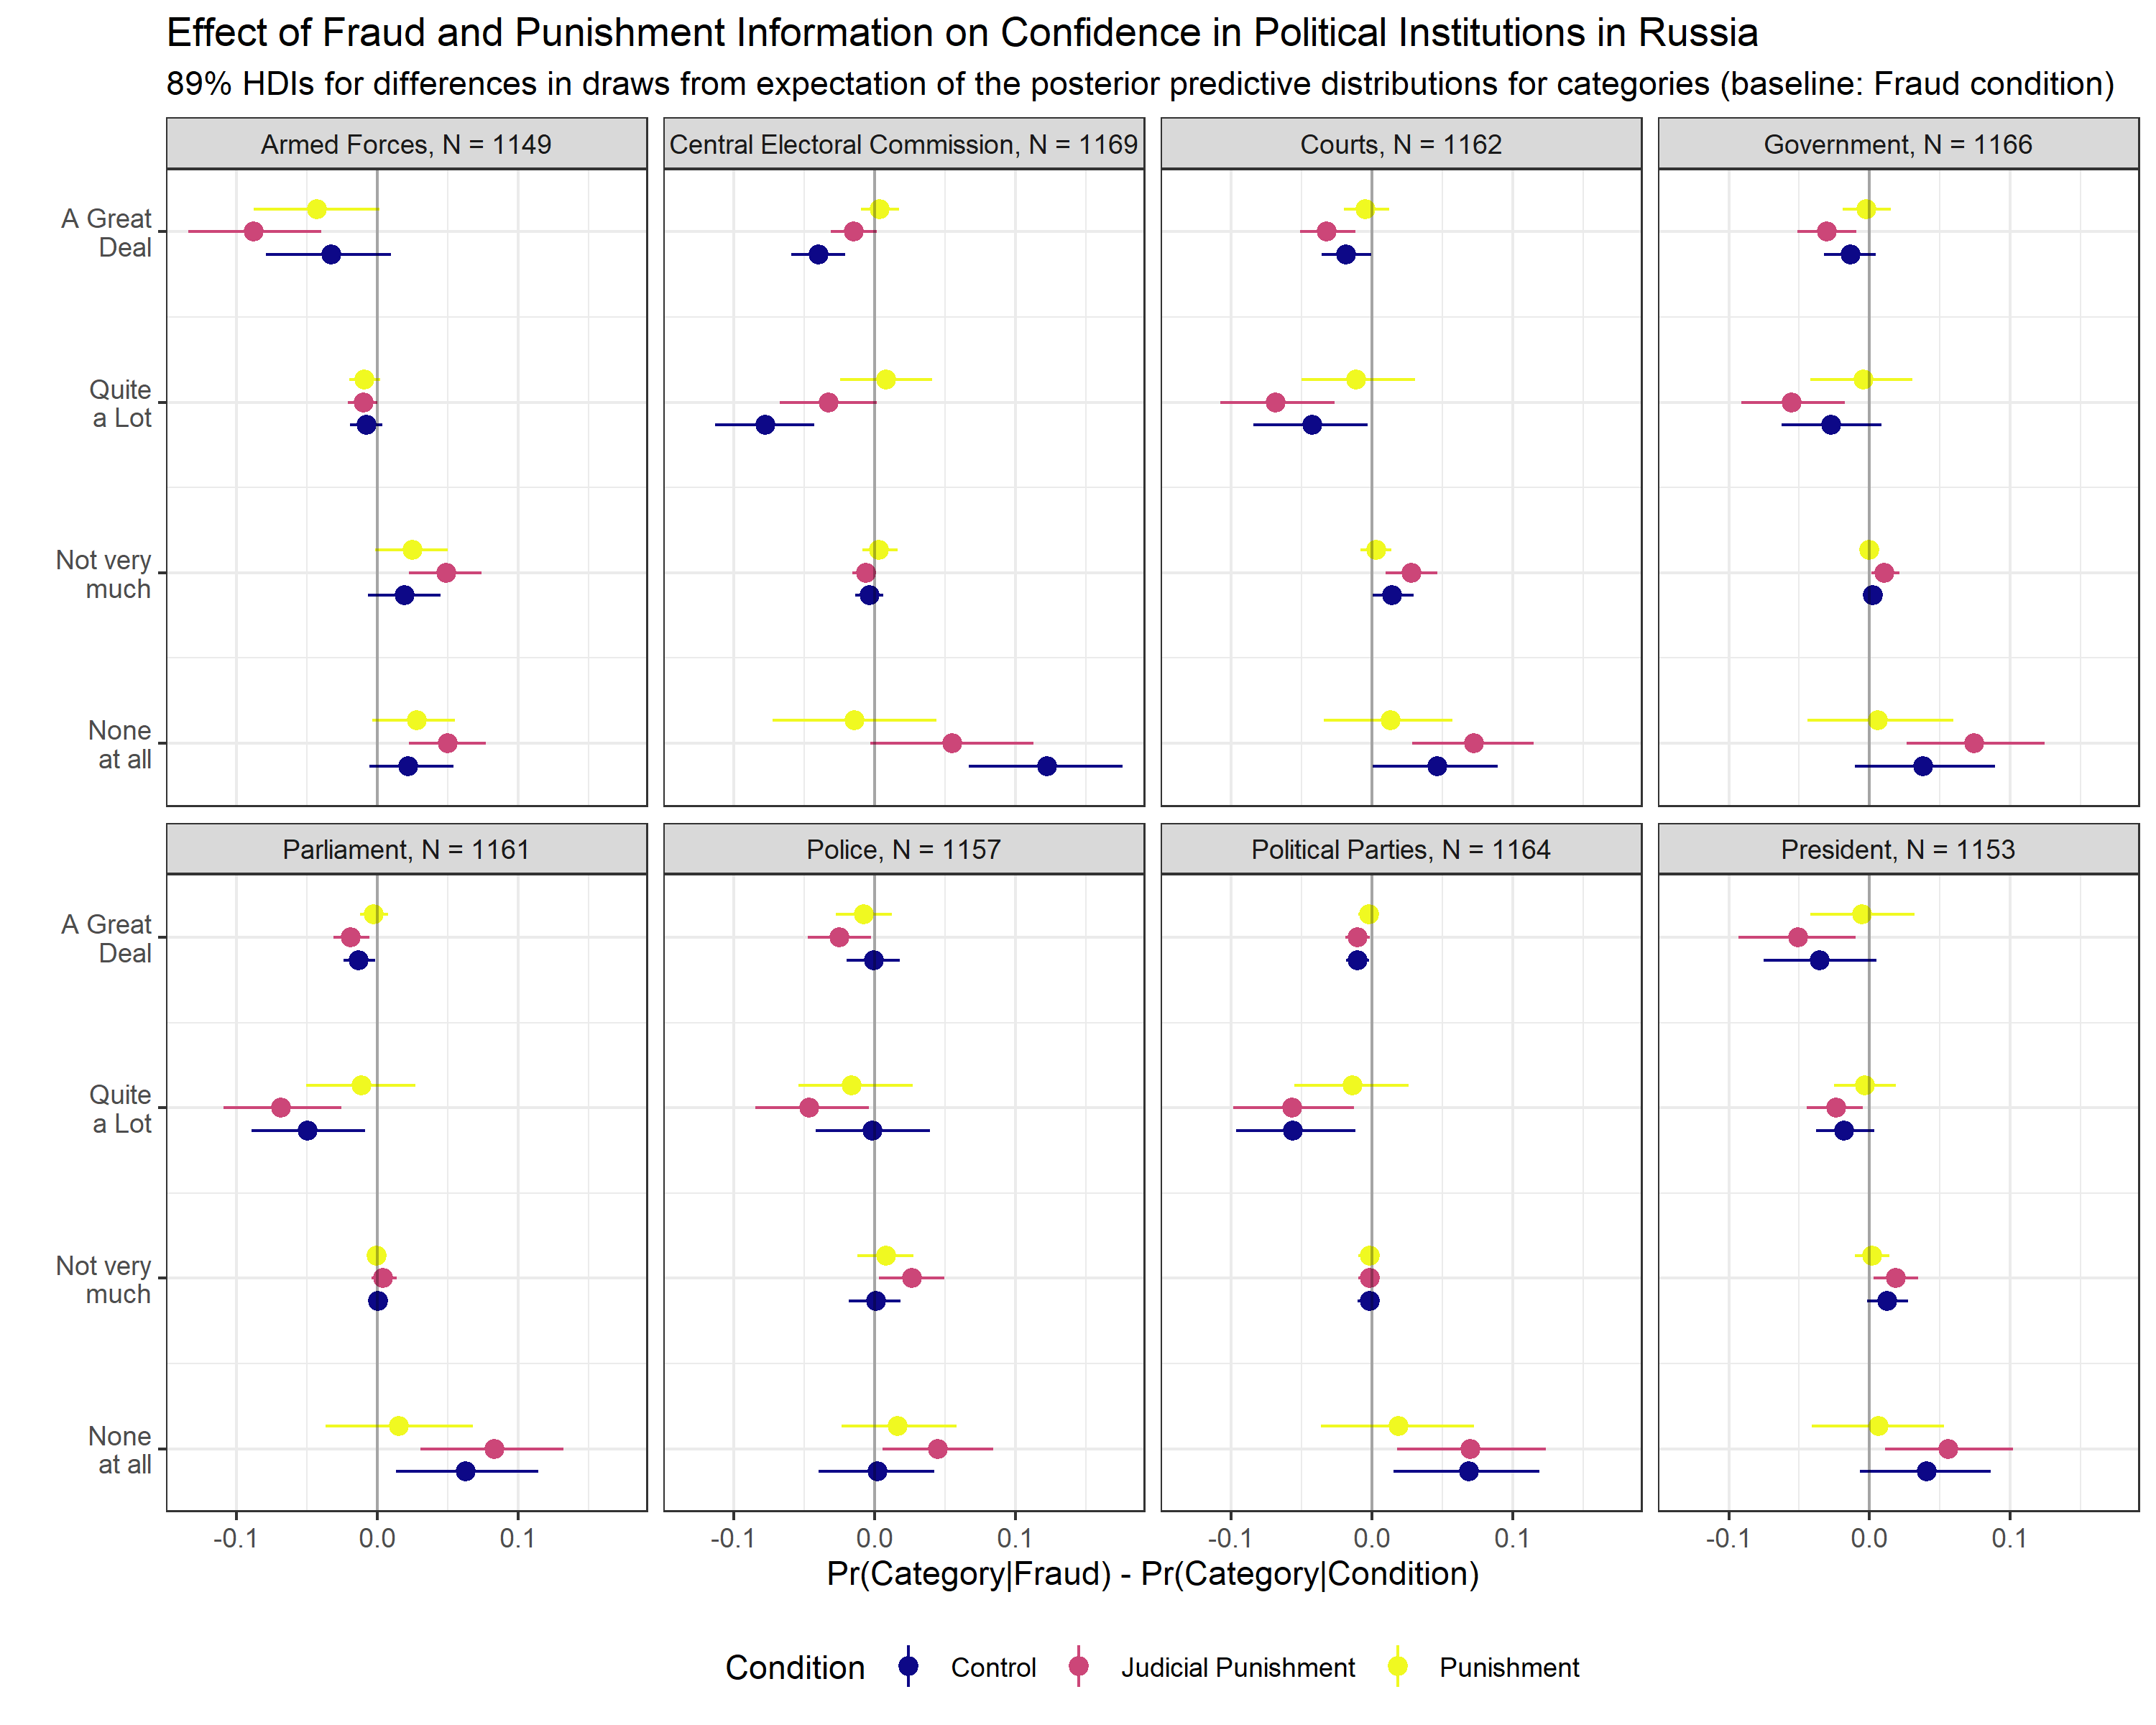 Effect of Fraud and Punishment Information on Confidence in Political Institutions in Russia
89% HDIs for differences in draws from expectation of the posterior predictive distributions for categories (baseline: Fraud condition)
Armed Forces, N = 1149
Central Electoral Commission, N = 1169
Courts, N = 1162
Government, N = 1166
A Great
Deal
Quite
a Lot
Not very
much
None
at all
Parliament, N = 1161
Police, N = 1157
Political Parties, N = 1164
President, N = 1153
A Great
Deal
Quite
a Lot
Not very
much
None
at all
-0.1 0.0 0.1 -0.1 0.0 0.1 -0.1 0.0 0.1 -0.1 0.0 0.1
Pr(Category|Fraud) - Pr(Category|Condition)
Condition Control Judicial Punishment Punishment